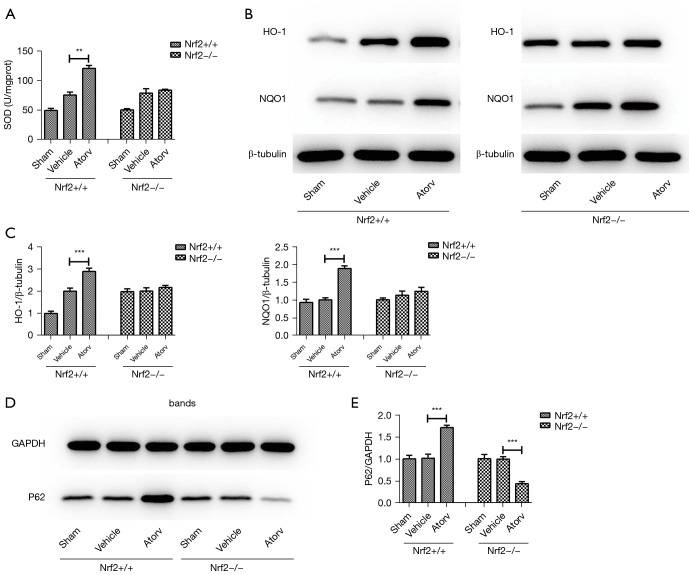 A
Nrf2+/+
Nrf2−/−
SOD (U/mgprot)
200
150
100
50
0
**
Sham
Vehicle
Atorv
Sham
Vehicle
Atorv
Nrf2+/+
Nrf2−/−
B
HO-1
NQO1
β-tubulin
Sham
Vehicle
Atorv
Nrf2+/+
HO-1
NQO1
β-tubulin
Sham
Vehicle
Atorv
Nrf2−/−
C
Nrf2+/+
Nrf2−/−
HO-1/β-tubulin
4
3
2
1
0
***
Sham
Vehicle
Atorv
Sham
Vehicle
Atorv
Nrf2+/+
Nrf2−/−
Nrf2+/+
Nrf2−/−
NQO1/β-tubulin
2.5
2.0
1.5
1.0
0.5
0.0
***
Sham
Vehicle
Atorv
Sham
Vehicle
Atorv
Nrf2+/+
Nrf2−/−
D
bands
GAPDH
P62
Sham
Vehicle
Atorv
Sham
Vehicle
Atorv
Nrf2+/+
Nrf2−/−
E
Nrf2+/+
Nrf2−/−
P62/GAPDH
2.0
1.5
1.0
0.5
0.0
***
***
Sham
Vehicle
Atorv
Sham
Vehicle
Atorv
Nrf2+/+
Nrf2−/−